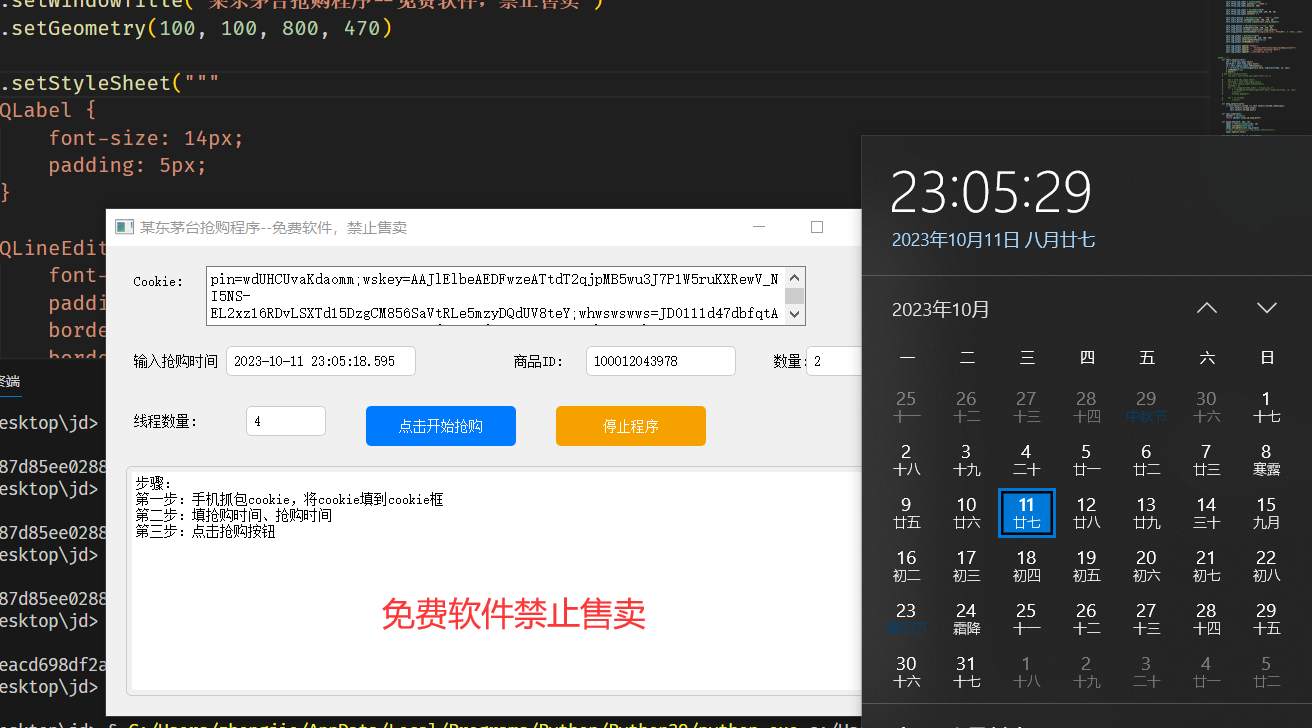 .setWindowTitle("某东茅台抢购程序--免费软件，禁止售卖")
.setGeometry(100, 100, 800, 470)
.setStyleSheet("""
QLabel {
font-size: 14px;
padding: 5px;
}
QLineEdit
font-
paddi
borde
终端
esktop\jd>
87d85ee0288
esktop\jd>
87d85ee0288
esktop\jd>
87d85ee0288
esktop\jd>
eacd698df2a
esktop\jd>
某东茅台抢购程序--免费软件，禁止售卖
Cookie:
pin=wdUHCUvaKdaomm;wskey=AAJlElbeAEDFwzeATtdT2qjpMB5wu3J7P1W5ruKXRewV_N
I5NS-
EL2xz16RDvLSXTd15DzgCM856SaVtRLe5mzyDQdUV8teY;whwswswws=JD0111d47dbfqtA
输入抢购时间 2023-10-11 23:05:18.595 商品ID: 100012043978 数量: 2
线程数量: 4 点击开始抢购 停止程序
步骤:
第一步: 手机抓包cookie，将cookie填到cookie框
第二步: 填抢购时间、抢购时间
第三步: 点击抢购按钮
免费软件禁止售卖
23:05:29
2023年10月11日 八月廿七
2023年10月
一 二 三 四 五 六 日
25 26 27 28 29 30 1
十一 十二 十三 十四 中秋节 十六 十七
2 3 4 5 6 7 8
十八 十九 二十 廿一 廿二 廿三 寒露
9 10 11 12 13 14 15
廿五 廿六 廿七 廿八 廿九 三十 九月
16 17 18 19 20 21 22
初二 初三 初四 初五 初六 初七 初八
23 24 25 26 27 28 29
霜降 十一 十二 十三 十四 十五
30 31 1 2 3 4 5
十六 十七 十八 十九 二十 廿一 廿二